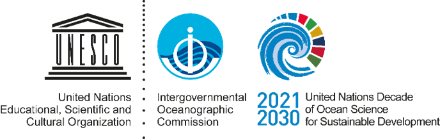 UNESCO
United Nations
Educational, Scientific and
Cultural Organization
Intergovernmental
Oceanographic
Commission
2021
2030
United Nations Decade
of Ocean Science
for Sustainable Development